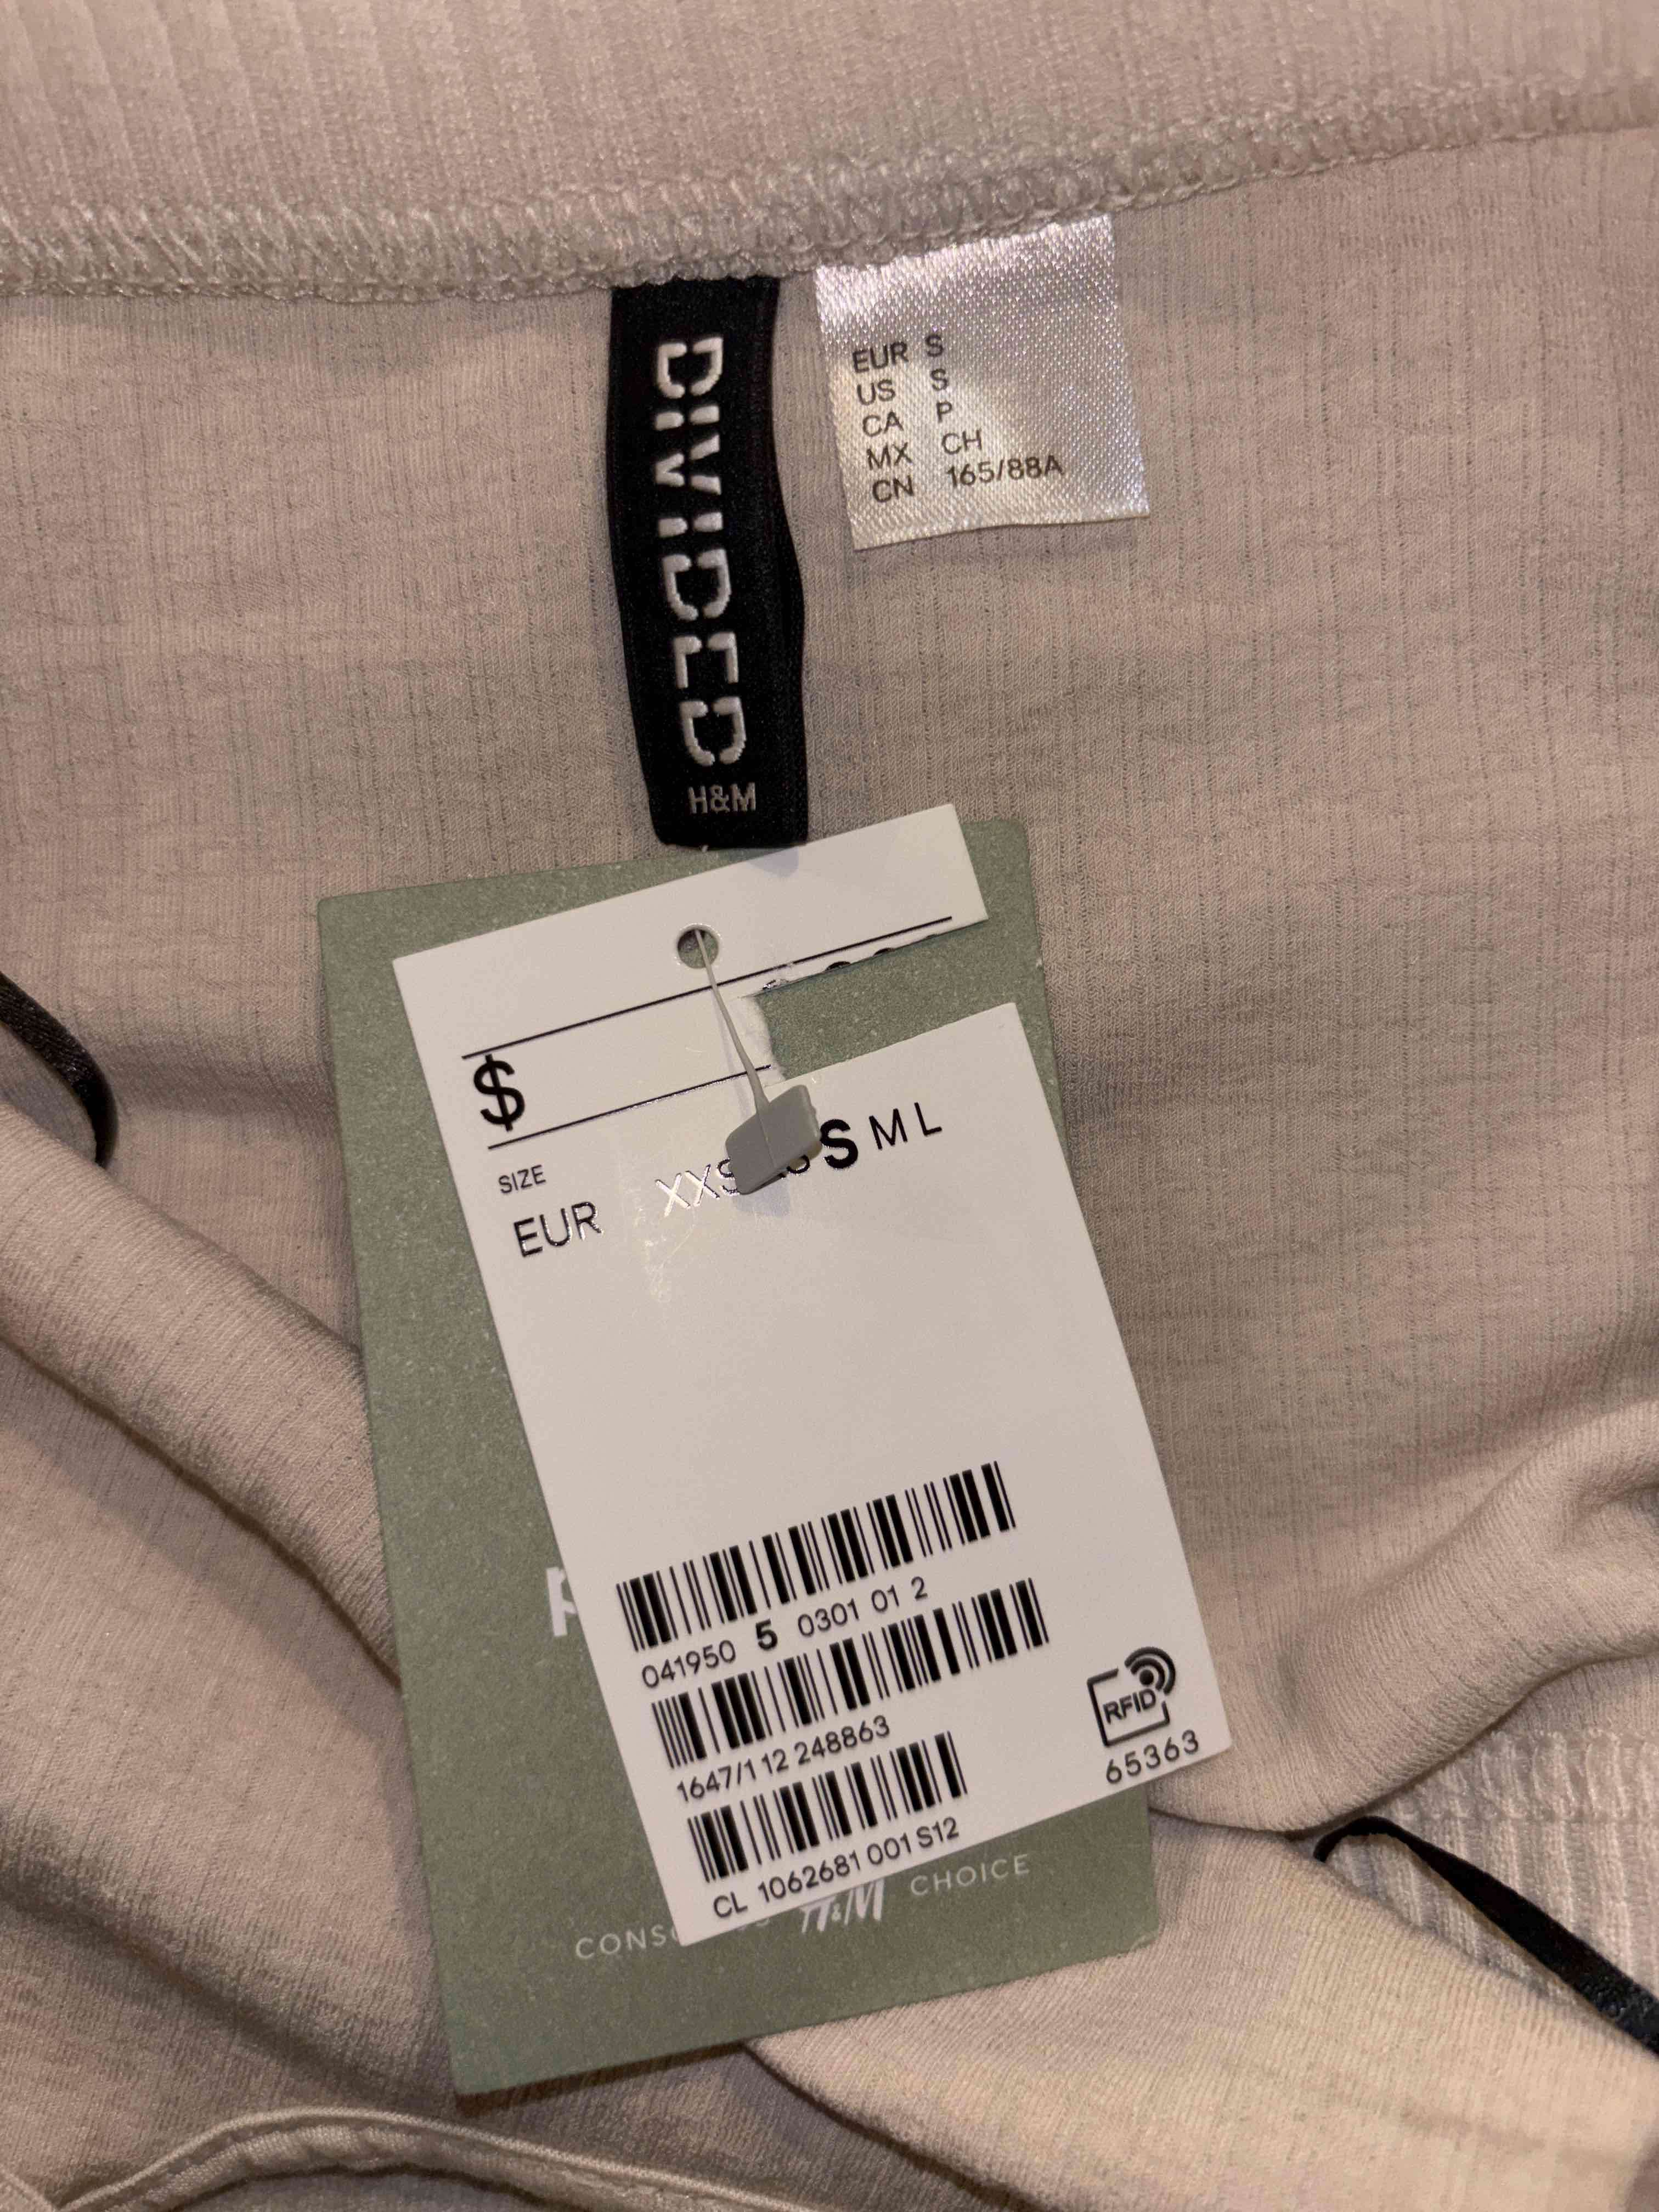 DIVIDED
H&M
EUR S
US S
CA P
MX CH
CN 165/88A
$
SIZE
EUR S M L
041950 5 0301 01 2
1647/1 12 248863
CL 1062681 001 S12
RFID
65363
H&M CHOICE